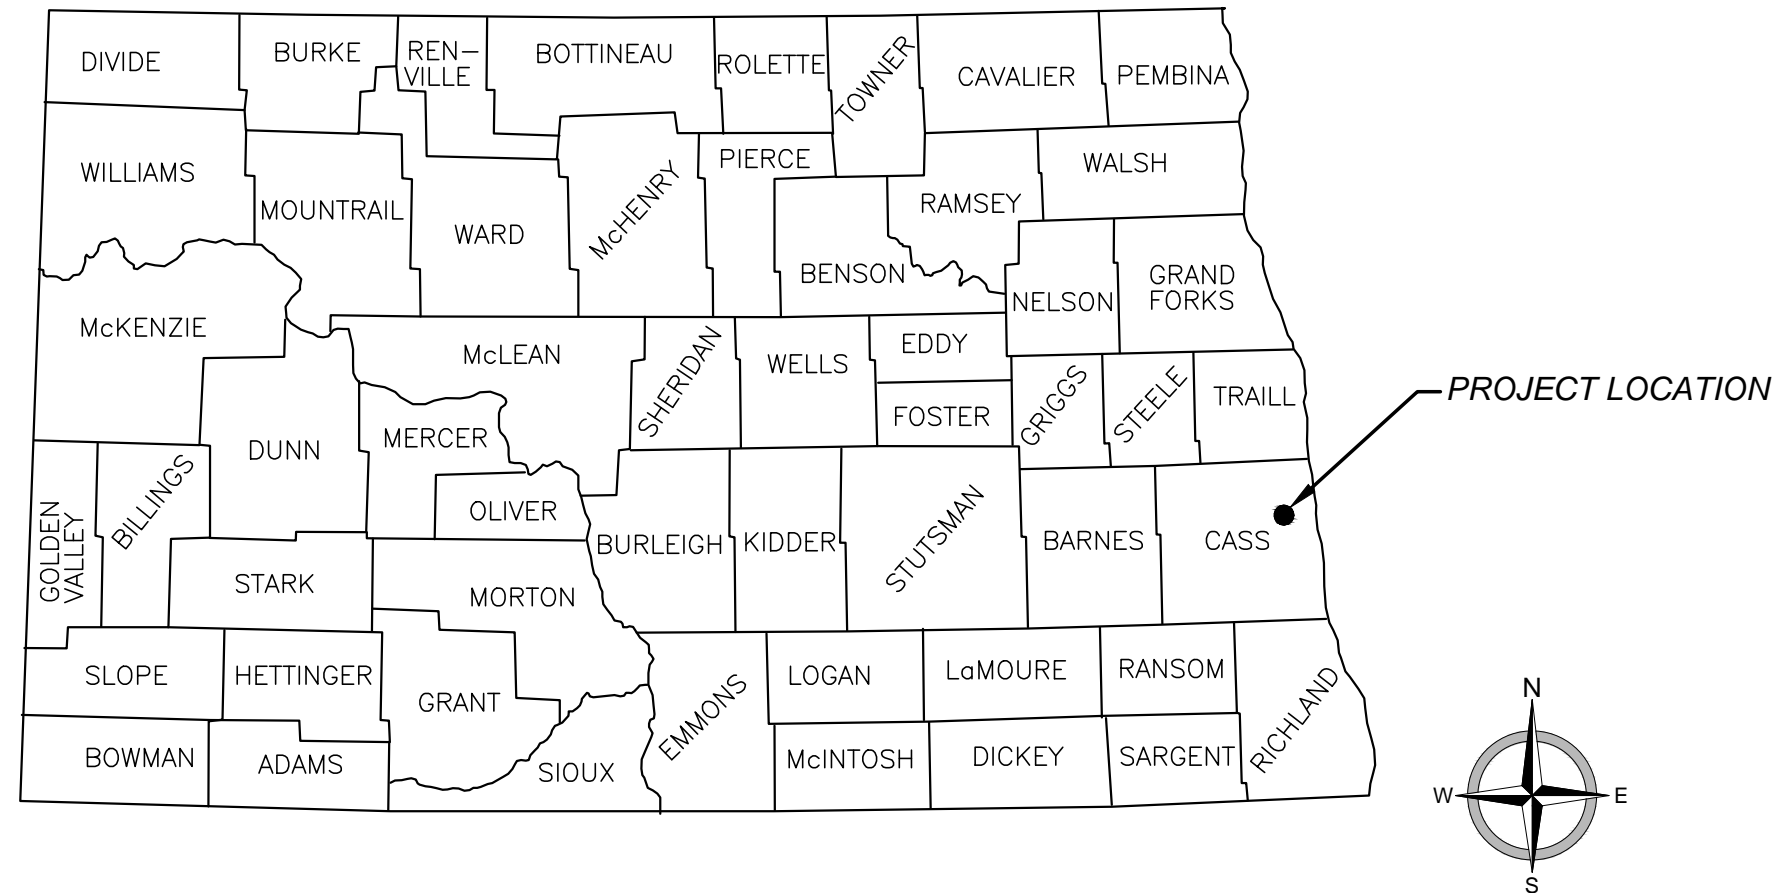 DIVIDE
BURKE
REN-
VILLE
BOTTINEAU
ROLETTE
TOWNER
CAVALIER
PEMBINA
WILLIAMS
MOUNTRAIL
WARD
McHENRY
PIERCE
BENSON
RAMSEY
WALSH
NELSON
GRAND
FORKS
McKENZIE
McLEAN
SHERIDAN
WELLS
EDDY
FOSTER
GRIGGS
STEELE
TRAILL
PROJECT LOCATION
DUNN
MERCER
OLIVER
GOLDEN
VALLEY
BILLINGS
STARK
MORTON
BURLEIGH
KIDDER
STUTSMAN
BARNES
CASS
SLOPE
HETTINGER
GRANT
EMMONS
LOGAN
LaMOURE
RANSOM
RICHLAND
BOWMAN
ADAMS
SIOUX
McINTOSH
DICKEY
SARGENT
N
W
E
S